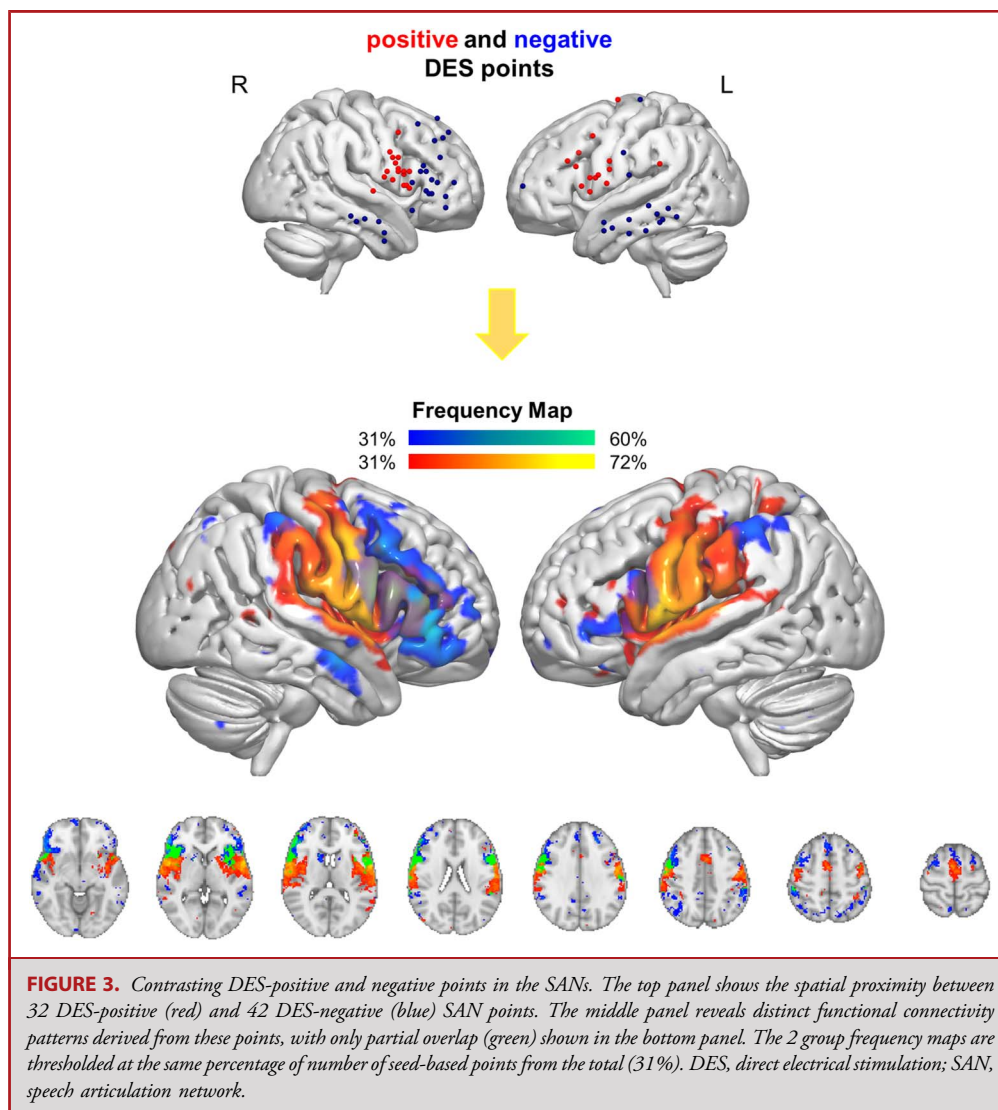 positive and negative
DES points
R
L
Frequency Map
31% 60%
31% 72%
FIGURE 3. Contrasting DES-positive and negative points in the SANs. The top panel shows the spatial proximity between
32 DES-positive (red) and 42 DES-negative (blue) SAN points. The middle panel reveals distinct functional connectivity
patterns derived from these points, with only partial overlap (green) shown in the bottom panel. The 2 group frequency maps are
thresholded at the same percentage of number of seed-based points from the total (31%). DES, direct electrical stimulation; SAN,
speech articulation network.